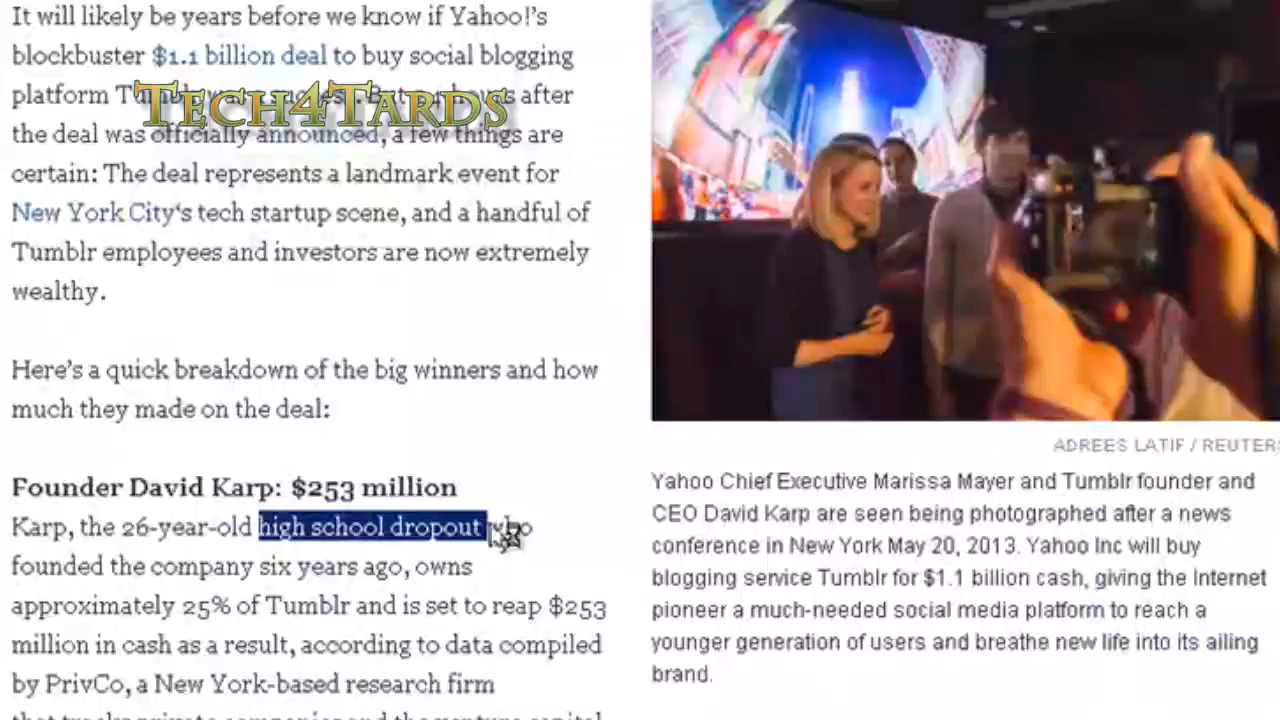 It will likely be years before we know if Yahoo!'s
blockbuster $1.1 billion deal to buy social blogging
platform after
TECH4TARDS
the deal was officially announced, a few things are
certain: The deal represents a landmark event for
New York City's tech startup scene, and a handful of
Tumblr employees and investors are now extremely
wealthy.
Here's a quick breakdown of the big winners and how
much they made on the deal:
Founder David Karp: $253 million
Karp, the 26-year-old high school dropout who
founded the company six years ago, owns
approximately 25% of Tumblr and is set to reap $253
million in cash as a result, according to data compiled
by PrivCo, a New York-based research firm
that tracks private companies and the venture capital
ADREES LATIF / REUTERS
Yahoo Chief Executive Marissa Mayer and Tumblr founder and
CEO David Karp are seen being photographed after a news
conference in New York May 20, 2013. Yahoo Inc will buy
blogging service Tumblr for $1.1 billion cash, giving the Internet
pioneer a much-needed social media platform to reach a
younger generation of users and breathe new life into its ailing
brand.